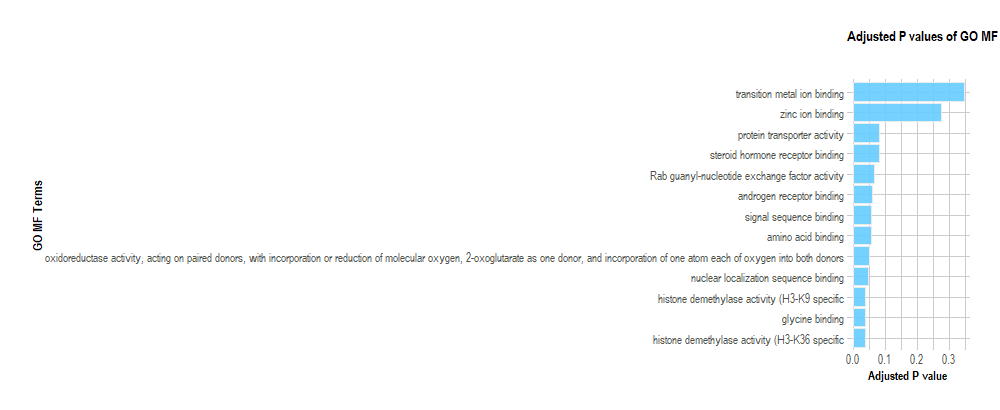 Adjusted P values of GO MF
GO MF Terms
transition metal ion binding
zinc ion binding
protein transporter activity
steroid hormone receptor binding
Rab guanyl-nucleotide exchange factor activity
androgen receptor binding
signal sequence binding
amino acid binding
oxidoreductase activity, acting on paired donors, with incorporation or reduction of molecular oxygen, 2-oxoglutarate as one donor, and incorporation of one atom each of oxygen into both donors
nuclear localization sequence binding
histone demethylase activity (H3-K9 specific
glycine binding
histone demethylase activity (H3-K36 specific
0.0 0.1 0.2 0.3
Adjusted P value